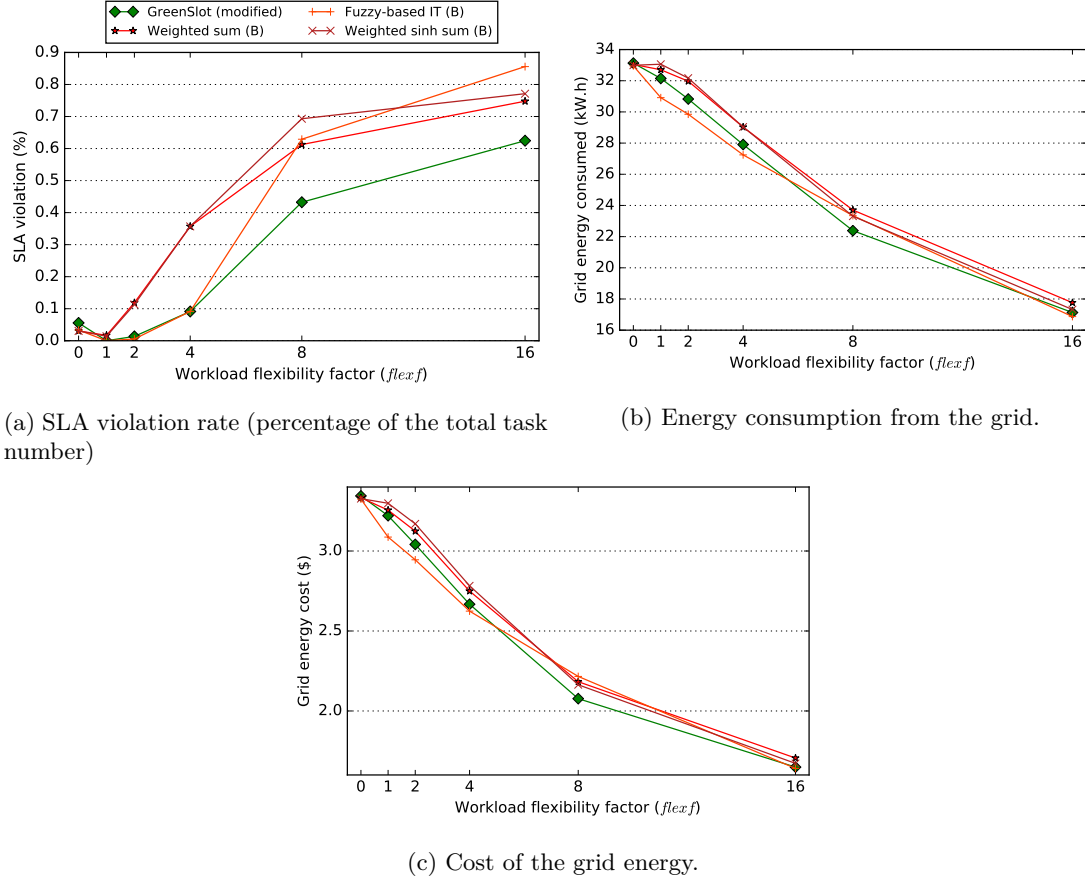 GreenSlot (modified)
Weighted sum (B)
Fuzzy-based IT (B)
Weighted sinh sum (B)
0.9
0.8
0.7
0.6
0.5
0.4
0.3
0.2
0.1
0.0
SLA violation (%)
0 1 2 4 8 16
Workload flexibility factor (flexf)
(a) SLA violation rate (percentage of the total task
number)
34
32
30
28
26
24
22
20
18
16
Grid energy consumed (kW.h)
0 1 2 4 8 16
Workload flexibility factor (flexf)
(b) Energy consumption from the grid.
3.0
2.5
2.0
Grid energy cost ($)
0 1 2 4 8 16
Workload flexibility factor (flexf)
(c) Cost of the grid energy.